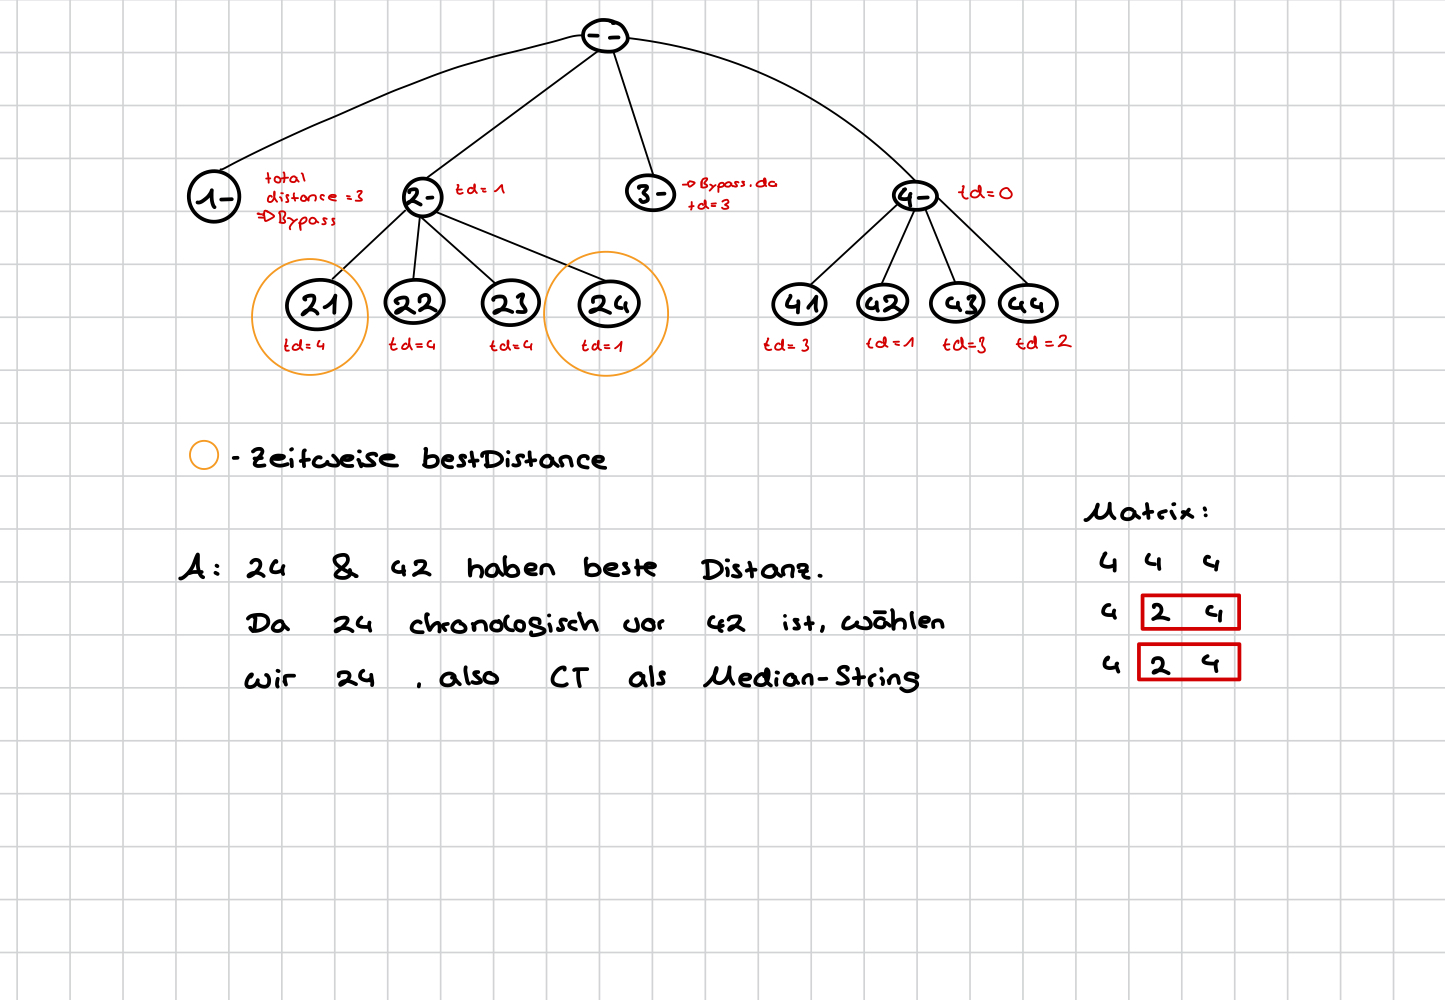 --
1-
total
distance = 3
⇒ Bypass
2-
td = 1
3-
→ Bypass. da
td = 3
4-
td = 0
21
22
23
24
41
42
43
44
td = 4
td = 4
td = 4
td = 1
td = 3
td = 1
td = 3
td = 2
- Zeitweise bestDistance
Matrix:
4 4 4
4 2 4
4 2 4
A: 24 & 42 haben beste Distanz.
Da 24 chronologisch vor 42 ist, wählen
wir 24, also CT als Median-String